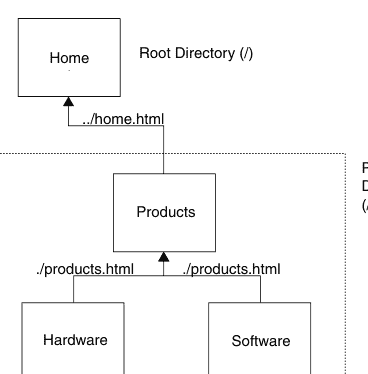 Home
Root Directory (/)
../home.html
Products
./products.html
./products.html
Hardware
Software